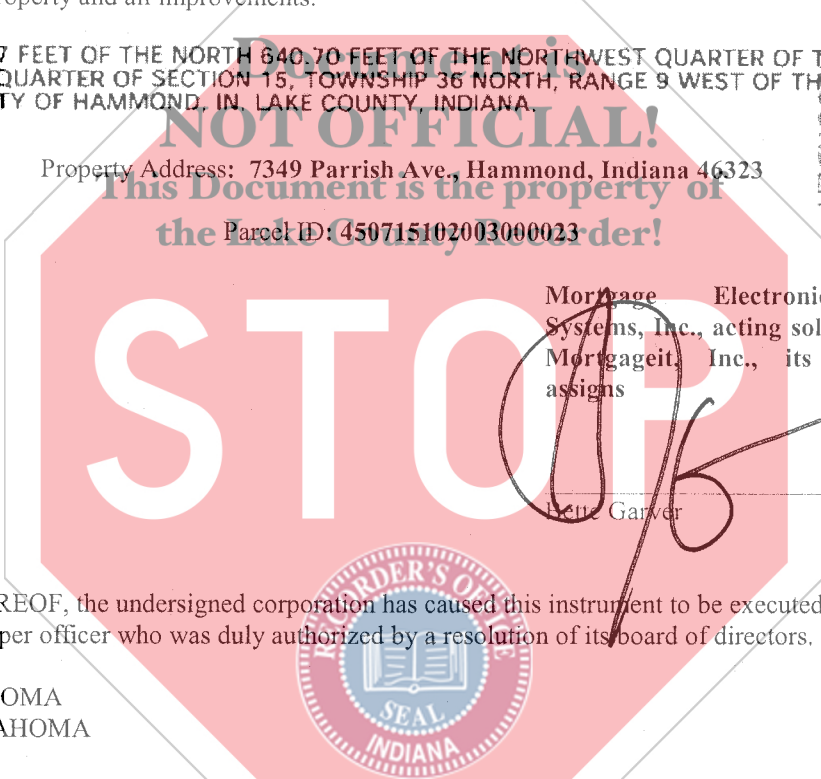 operty and all improvements.
7 FEET OF THE NORTH 640.70 FEET OF THE NORTHWEST QUARTER OF T
QUARTER OF SECTION 15, TOWNSHIP 36 NORTH, RANGE 9 WEST OF TH
TY OF HAMMOND, IN. LAKE COUNTY, INDIANA.
Document is
NOT OFFICIAL!
Property Address: 7349 Parrish Ave., Hammond, Indiana 46323
This Document is the property of
the Lake County Recorder!
Parcel ID: 450715102003000023
STOP
Mortgage Electronic
Systems, Inc., acting sol
Mortgageit, Inc., its
assigns
Bette Garver
REOF, the undersigned corporation has caused this instrument to be executed
per officer who was duly authorized by a resolution of its board of directors.
OMA
AHOMA
RECORDER'S OFFICE
SEAL
INDIANA